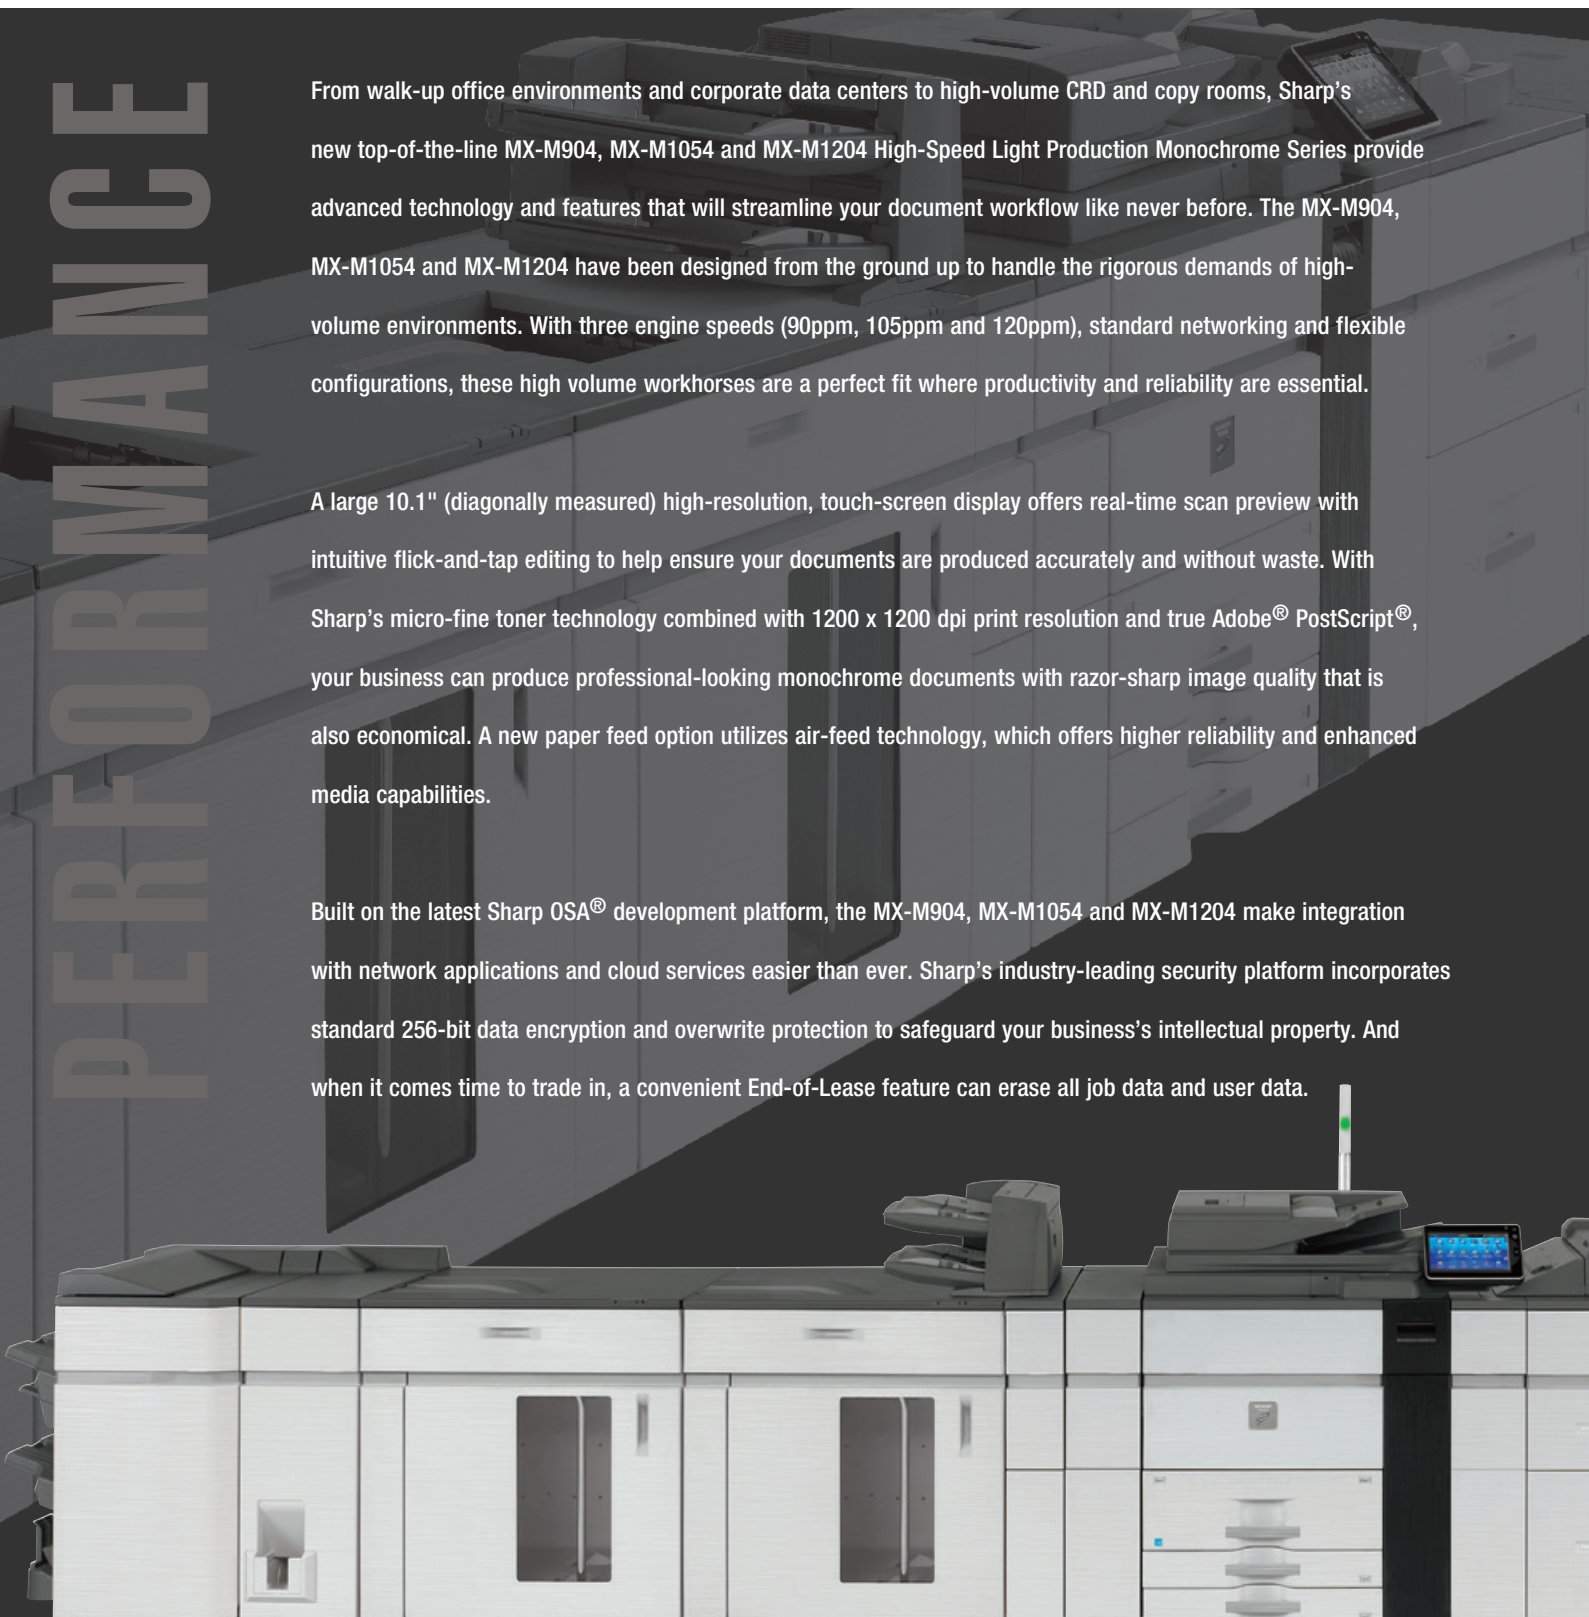 PERFORMANCE
From walk-up office environments and corporate data centers to high-volume CRD and copy rooms, Sharp’s
new top-of-the-line MX-M904, MX-M1054 and MX-M1204 High-Speed Light Production Monochrome Series provide
advanced technology and features that will streamline your document workflow like never before. The MX-M904,
MX-M1054 and MX-M1204 have been designed from the ground up to handle the rigorous demands of high-
volume environments. With three engine speeds (90ppm, 105ppm and 120ppm), standard networking and flexible
configurations, these high volume workhorses are a perfect fit where productivity and reliability are essential.
A large 10.1" (diagonally measured) high-resolution, touch-screen display offers real-time scan preview with
intuitive flick-and-tap editing to help ensure your documents are produced accurately and without waste. With
Sharp’s micro-fine toner technology combined with 1200 x 1200 dpi print resolution and true Adobe® PostScript®,
your business can produce professional-looking monochrome documents with razor-sharp image quality that is
also economical. A new paper feed option utilizes air-feed technology, which offers higher reliability and enhanced
media capabilities.
Built on the latest Sharp OSA® development platform, the MX-M904, MX-M1054 and MX-M1204 make integration
with network applications and cloud services easier than ever. Sharp’s industry-leading security platform incorporates
standard 256-bit data encryption and overwrite protection to safeguard your business’s intellectual property. And
when it comes time to trade in, a convenient End-of-Lease feature can erase all job data and user data.